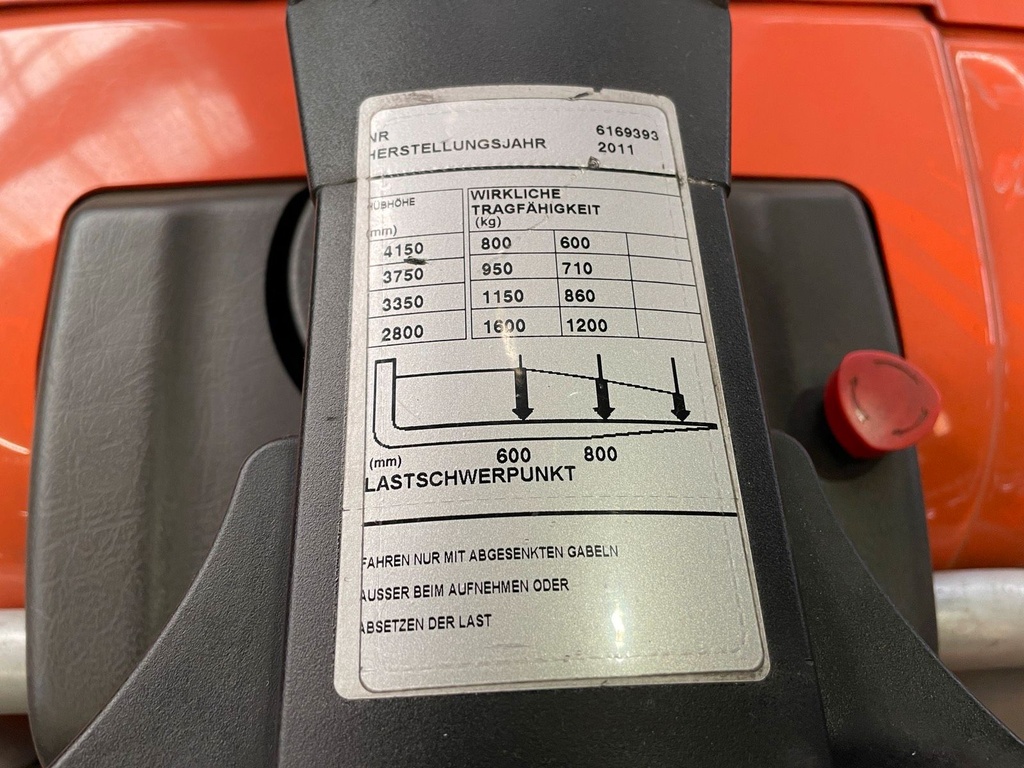 NR 6169393
HERSTELLUNGSJAHR 2011
HUBHÖHE WIRKLICHE
TRAGFÄHIGKEIT
(mm) (kg)
4150 800 600
3750 950 710
3350 1150 860
2800 1600 1200
(mm) 600 800
LASTSCHWERPUNKT
FAHREN NUR MIT ABGESENKTEN GABELN
AUSSER BEIM AUFNEHMEN ODER
ABSETZEN DER LAST